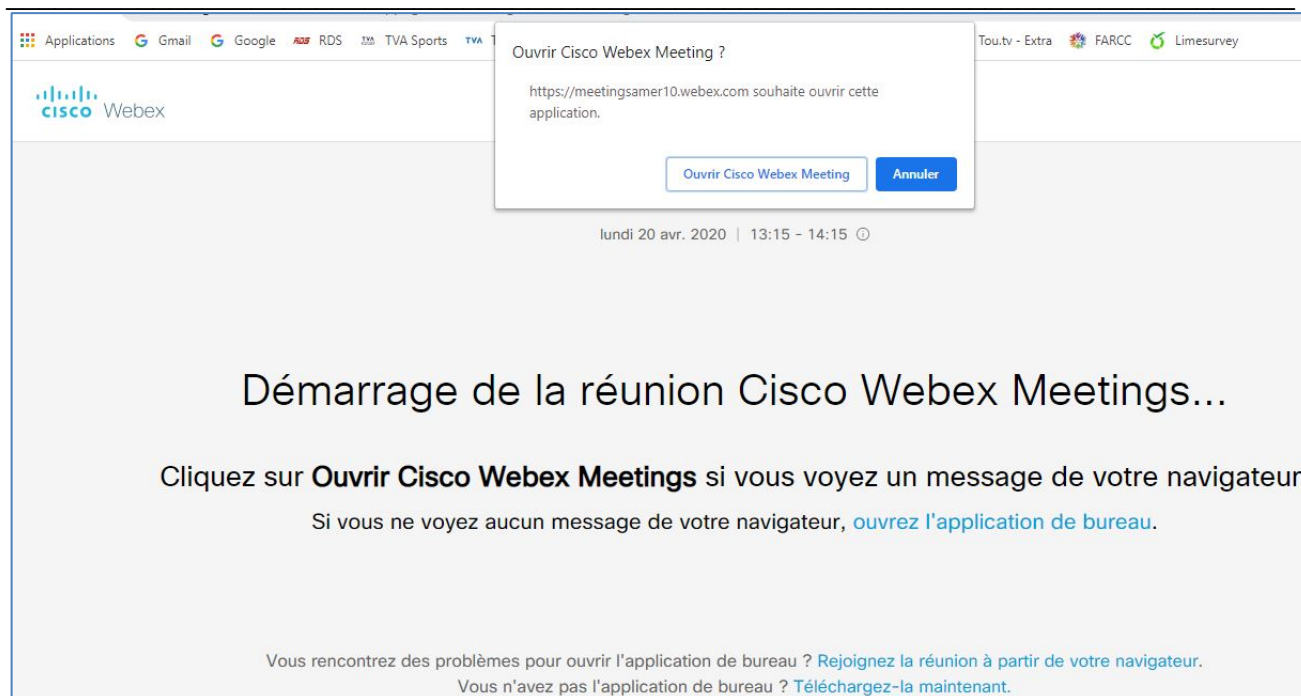 Applications Gmail Google RDS TVA Sports Tou.tv - Extra FARCC Limesurvey
Ouvrir Cisco Webex Meeting ?
https://meetingsamer10.webex.com souhaite ouvrir cette
application.
Ouvrir Cisco Webex Meeting Annuler
cisco Webex
lundi 20 avr. 2020 | 13:15 - 14:15
Démarrage de la réunion Cisco Webex Meetings...
Cliquez sur Ouvrir Cisco Webex Meetings si vous voyez un message de votre navigateur
Si vous ne voyez aucun message de votre navigateur, ouvrez l'application de bureau.
Vous rencontrez des problèmes pour ouvrir l'application de bureau ? Rejoignez la réunion à partir de votre navigateur.
Vous n'avez pas l'application de bureau ? Téléchargez-la maintenant.